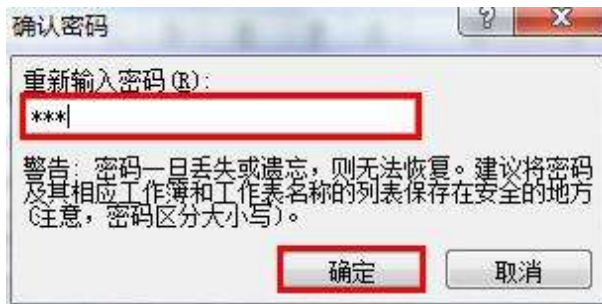 确认密码
重新输入密码(R):
***
警告: 密码一旦丢失或遗忘，则无法恢复。建议将密码
及其相应工作簿和工作表名称的列表保存在安全的地方
(注意，密码区分大小写)。
确定
取消